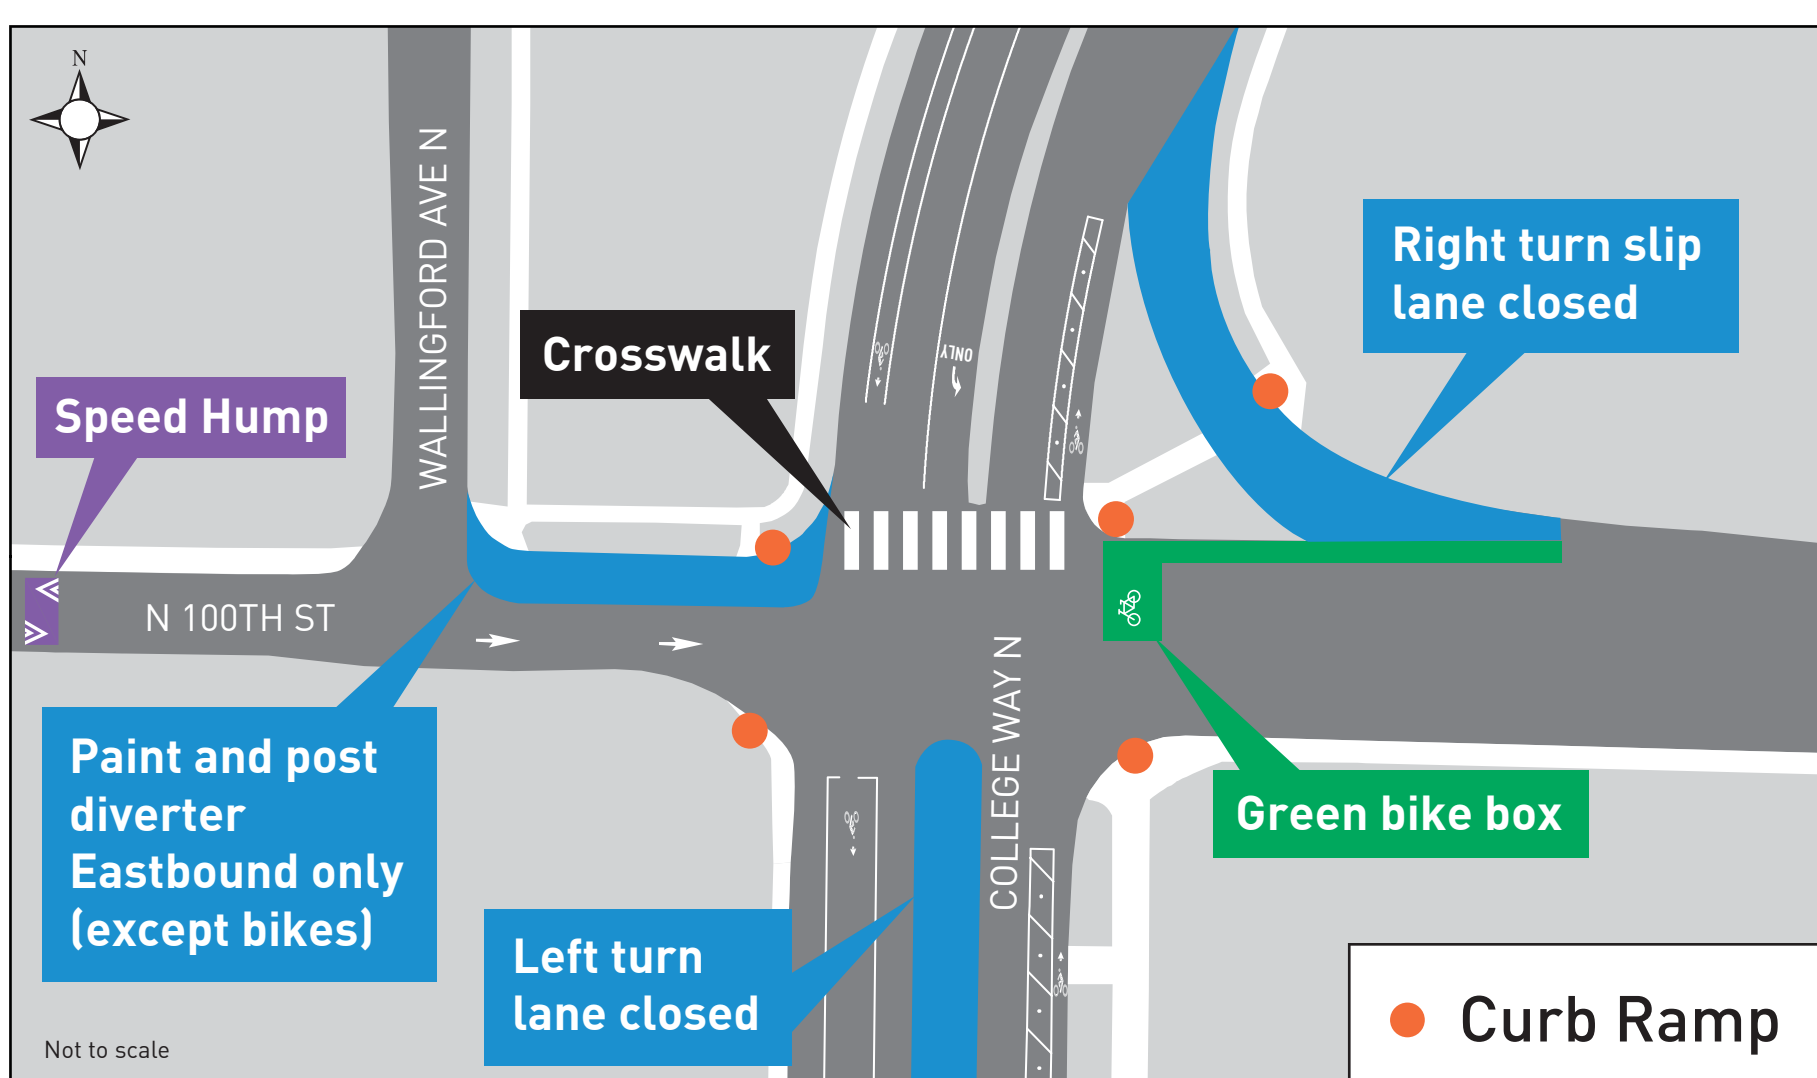 N
WALLINGFORD AVE N
Right turn slip
lane closed
Crosswalk
ONLY
Speed Hump
N 100TH ST
COLLEGE WAY N
Paint and post
diverter
Eastbound only
(except bikes)
Green bike box
Left turn
lane closed
Curb Ramp
Not to scale